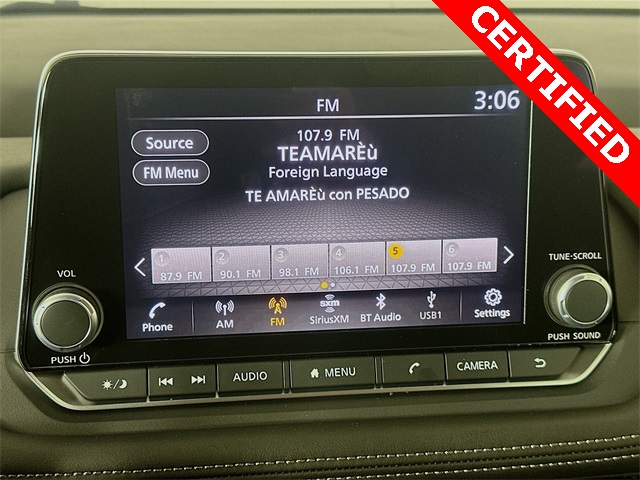 CERTIFIED
FM
3:06
Source
107.9 FM
TEAMARÈù
FM Menu
Foreign Language
TE AMARÈù con PESADO
1
2
3
4
5
6
87.9 FM
90.1 FM
98.1 FM
106.1 FM
107.9 FM
107.9 FM
VOL
TUNE·SCROLL
Phone
AM
FM
sxm
SiriusXM
BT Audio
USB1
Settings
PUSH
PUSH SOUND
AUDIO
MENU
CAMERA